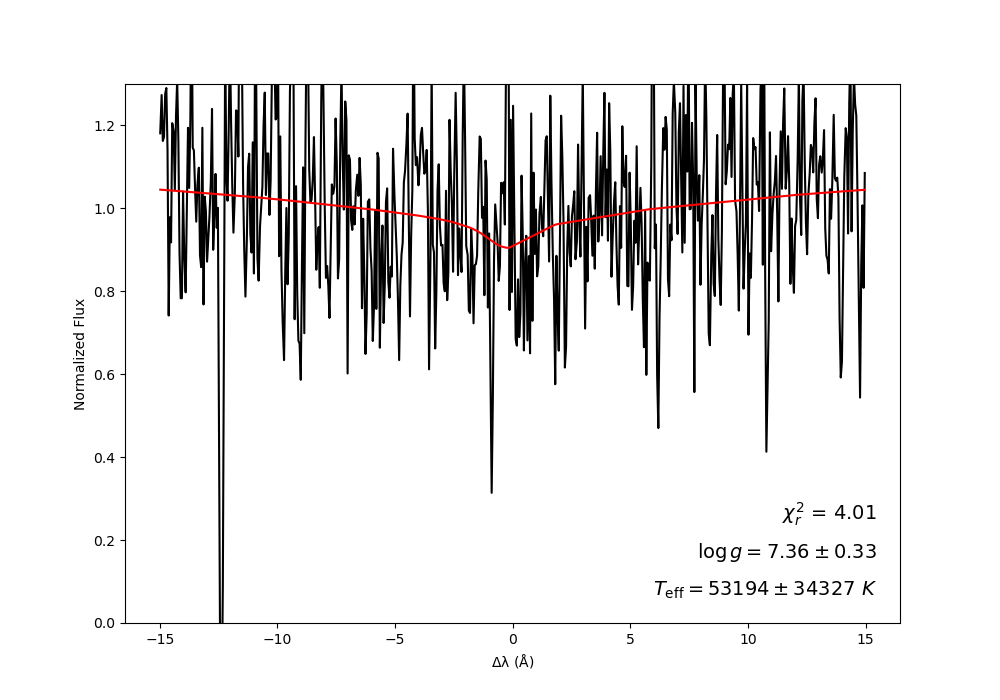 1.2
1.0
0.8
0.6
0.4
0.2
0.0
Normalized Flux
χ²ᵣ = 4.01
log g = 7.36 ± 0.33
T_eff = 53194 ± 34327 K
−15 −10 −5 0 5 10 15
Δλ (Å)